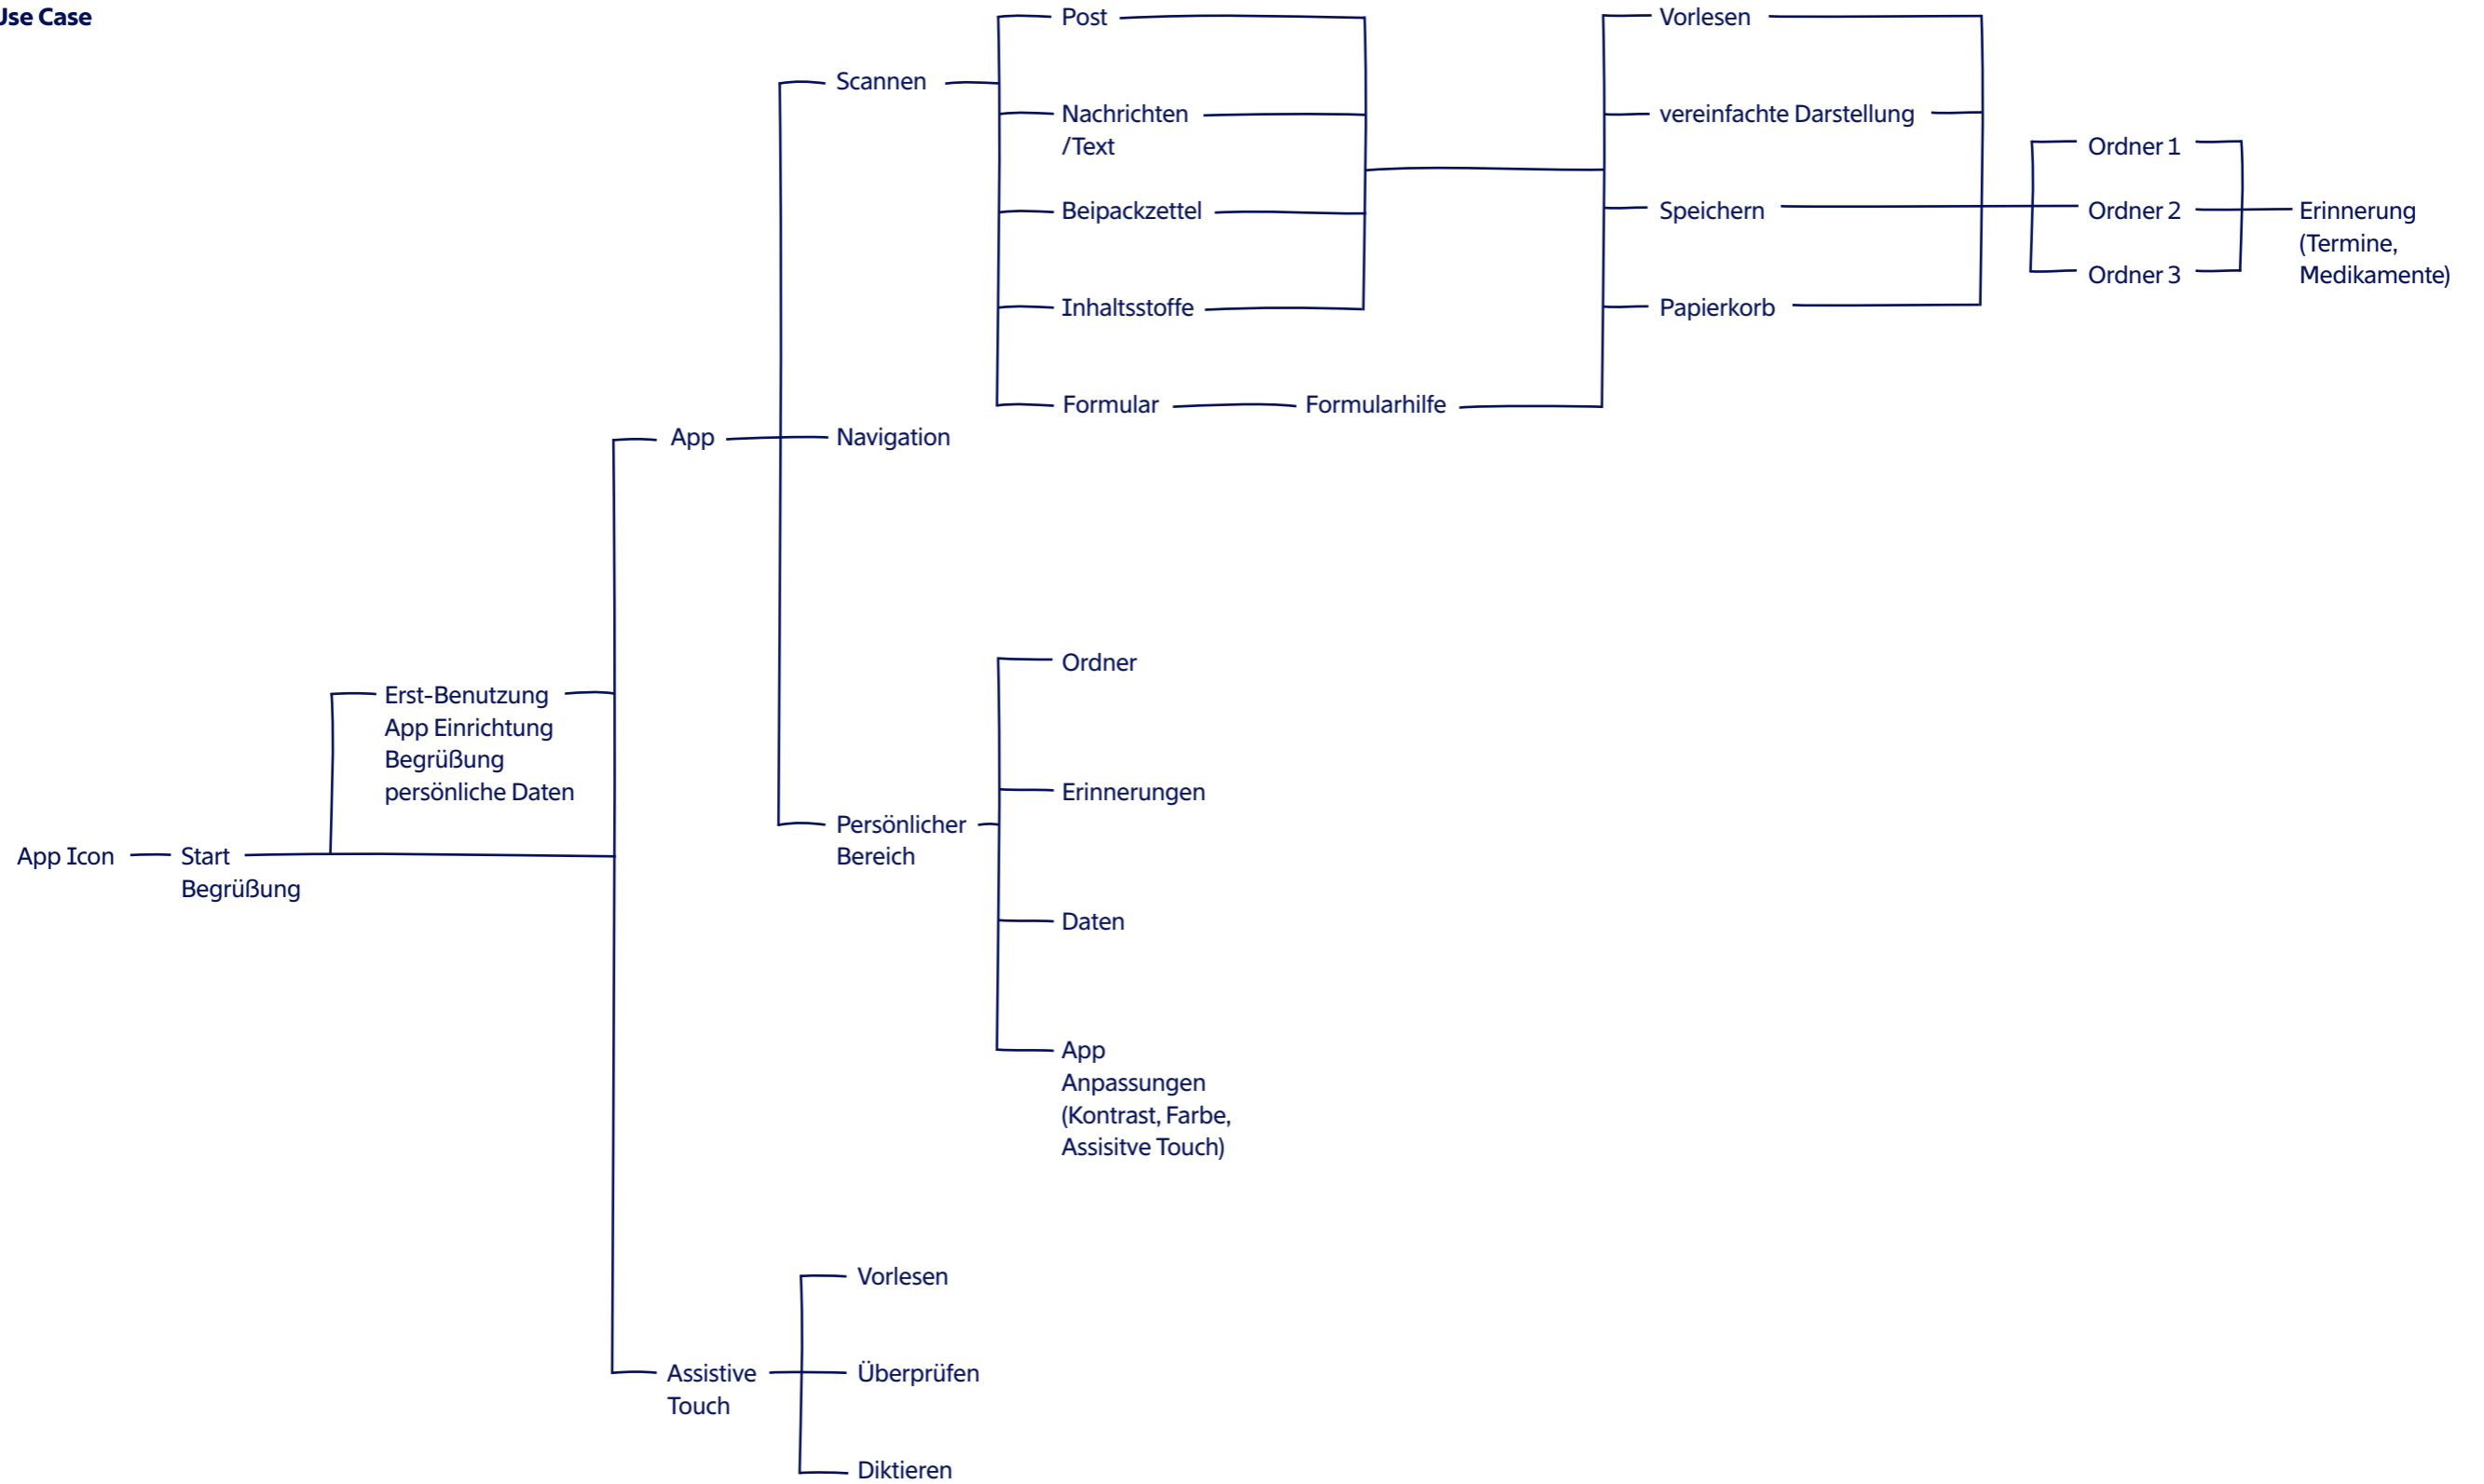 Use Case
App Icon
Start
Begrüßung
Erst-Benutzung
App Einrichtung
Begrüßung
persönliche Daten
App
Scannen
Post
Nachrichten
/Text
Beipackzettel
Inhaltsstoffe
Formular
Formularhilfe
Vorlesen
vereinfachte Darstellung
Speichern
Papierkorb
Ordner 1
Ordner 2
Ordner 3
Erinnerung
(Termine,
Medikamente)
Navigation
Persönlicher
Bereich
Ordner
Erinnerungen
Daten
App
Anpassungen
(Kontrast, Farbe,
Assisitve Touch)
Assistive
Touch
Vorlesen
Überprüfen
Diktieren